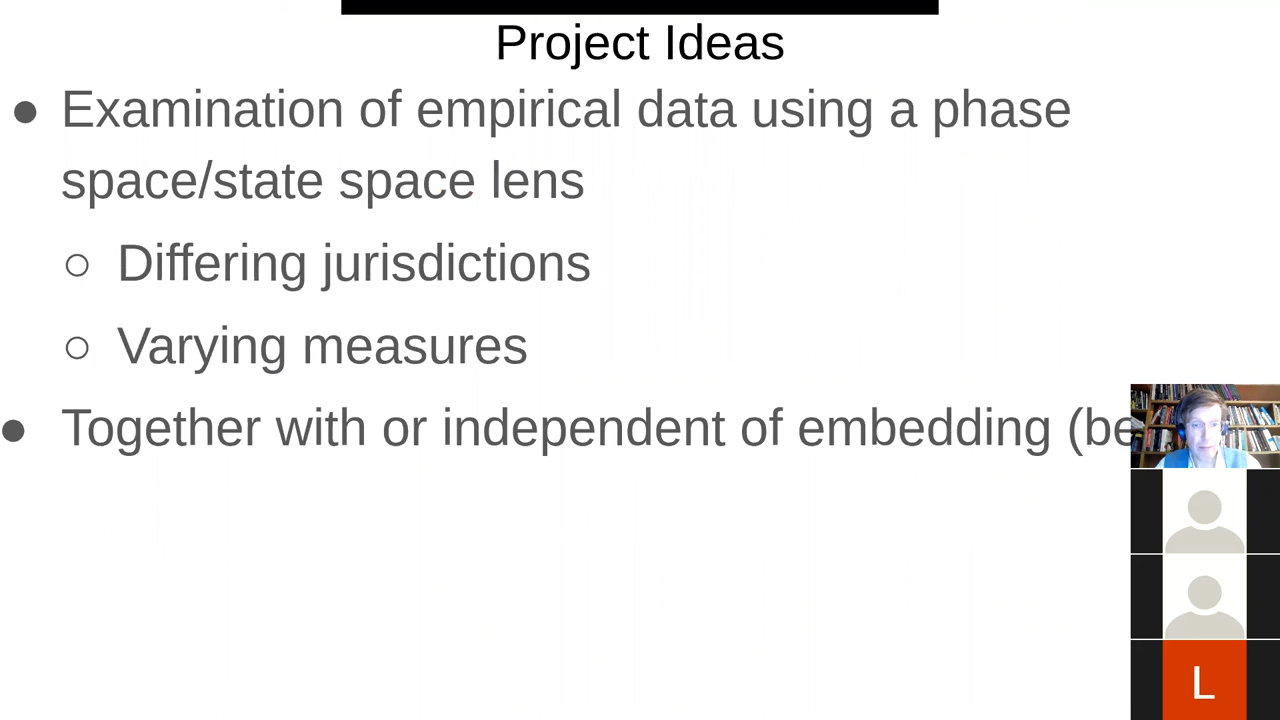 Project Ideas
● Examination of empirical data using a phase
space/state space lens
○ Differing jurisdictions
○ Varying measures
● Together with or independent of embedding (be
L